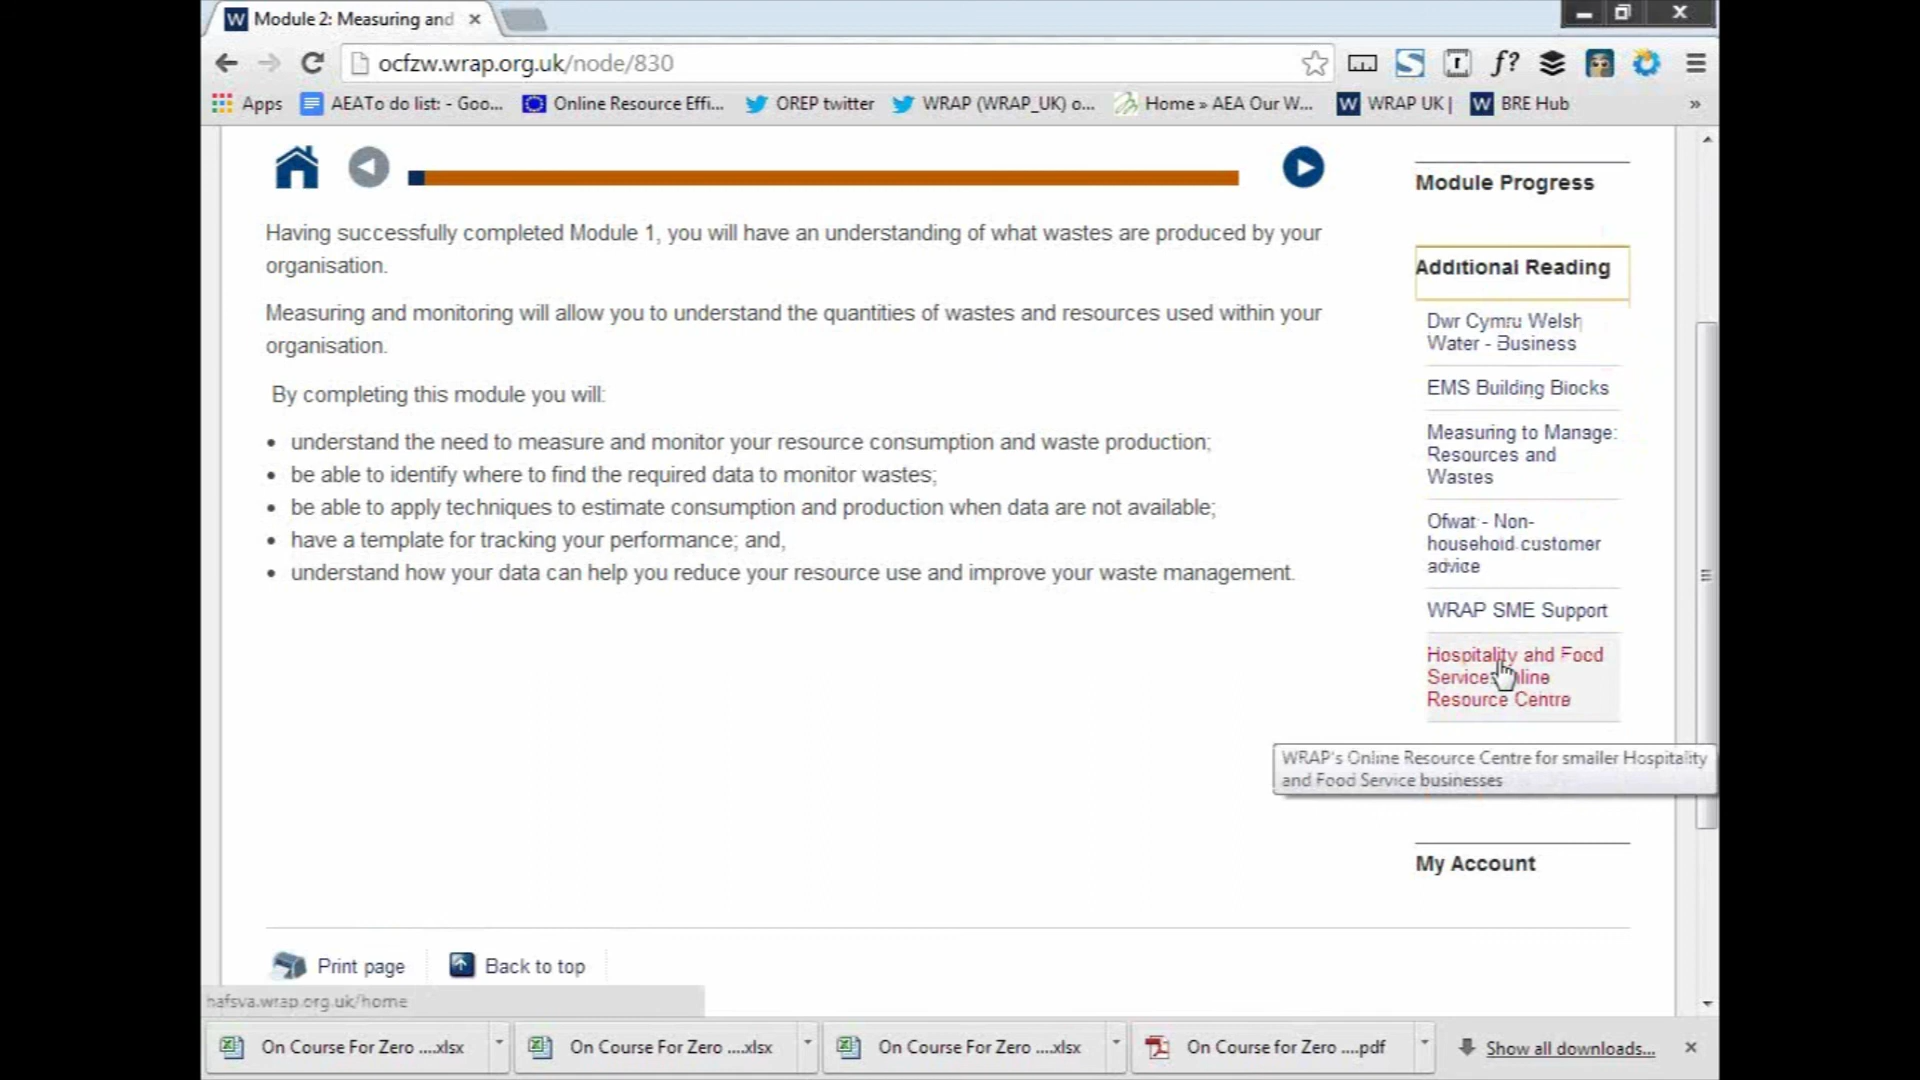 W Module 2: Measuring and
ocfzw.wrap.org.uk/node/830
Apps AEATo do list: - Goo... Online Resource Effi... OREP twitter WRAP (WRAP_UK) o... Home » AEA Our W... W WRAP UK | W BRE Hub »
Module Progress
Having successfully completed Module 1, you will have an understanding of what wastes are produced by your
organisation.
Measuring and monitoring will allow you to understand the quantities of wastes and resources used within your
organisation.
By completing this module you will:
• understand the need to measure and monitor your resource consumption and waste production;
• be able to identify where to find the required data to monitor wastes;
• be able to apply techniques to estimate consumption and production when data are not available;
• have a template for tracking your performance; and,
• understand how your data can help you reduce your resource use and improve your waste management.
Additional Reading
Dwr Cymru Welsh
Water - Business
EMS Building Blocks
Measuring to Manage:
Resources and
Wastes
Ofwat - Non-
household customer
advice
WRAP SME Support
Hospitality and Food
Resource Centre
WRAP's Online Resource Centre for smaller Hospitality
and Food Service businesses
My Account
Print page Back to top
hafsva.wrap.org.uk/home
On Course For Zero ....xlsx On Course For Zero ....xlsx On Course For Zero ....xlsx On Course for Zero ....pdf Show all downloads...